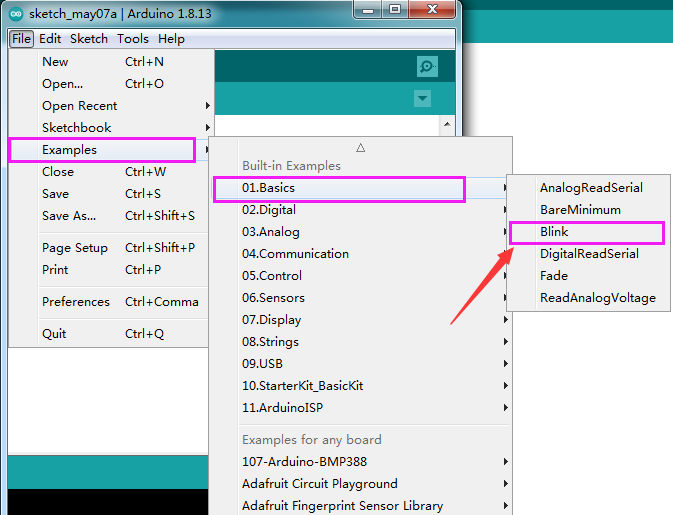 sketch_may07a | Arduino 1.8.13
File Edit Sketch Tools Help
New Ctrl+N
Open... Ctrl+O
Open Recent
Sketchbook
Examples
Close Ctrl+W
Save Ctrl+S
Save As... Ctrl+Shift+S
Page Setup Ctrl+Shift+P
Print Ctrl+P
Preferences Ctrl+Comma
Quit Ctrl+Q
Built-in Examples
01.Basics
02.Digital
03.Analog
04.Communication
05.Control
06.Sensors
07.Display
08.Strings
09.USB
10.StarterKit_BasicKit
11.ArduinoISP
Examples for any board
107-Arduino-BMP388
Adafruit Circuit Playground
Adafruit Fingerprint Sensor Library
AnalogReadSerial
BareMinimum
Blink
DigitalReadSerial
Fade
ReadAnalogVoltage